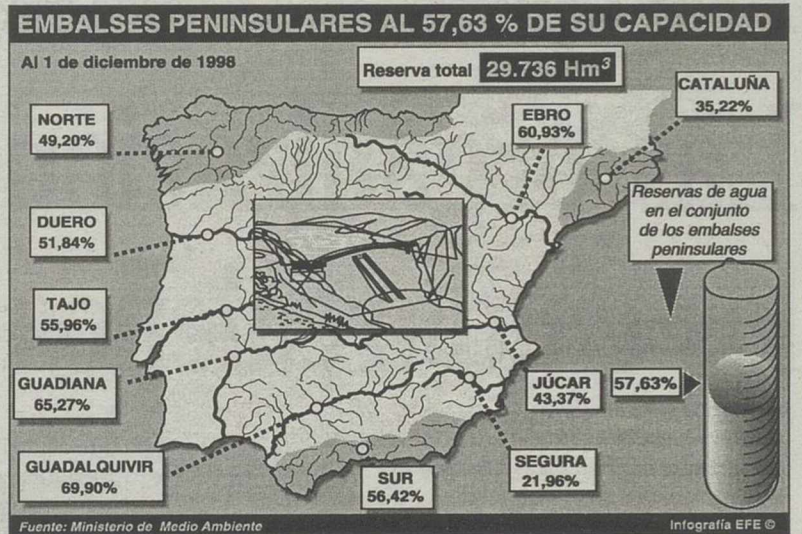 EMBALSES PENINSULARES AL 57,63 % DE SU CAPACIDAD
Al 1 de diciembre de 1998
Reserva total 29.736 Hm³
CATALUÑA
35,22%
NORTE
49,20%
EBRO
60,93%
Reservas de agua
en el conjunto
de los embalses
peninsulares
DUERO
51,84%
TAJO
55,96%
GUADIANA
65,27%
JÚCAR
43,37%
57,63%
GUADALQUIVIR
69,90%
SUR
56,42%
SEGURA
21,96%
Fuente: Ministerio de Medio Ambiente
Infografía EFE ©